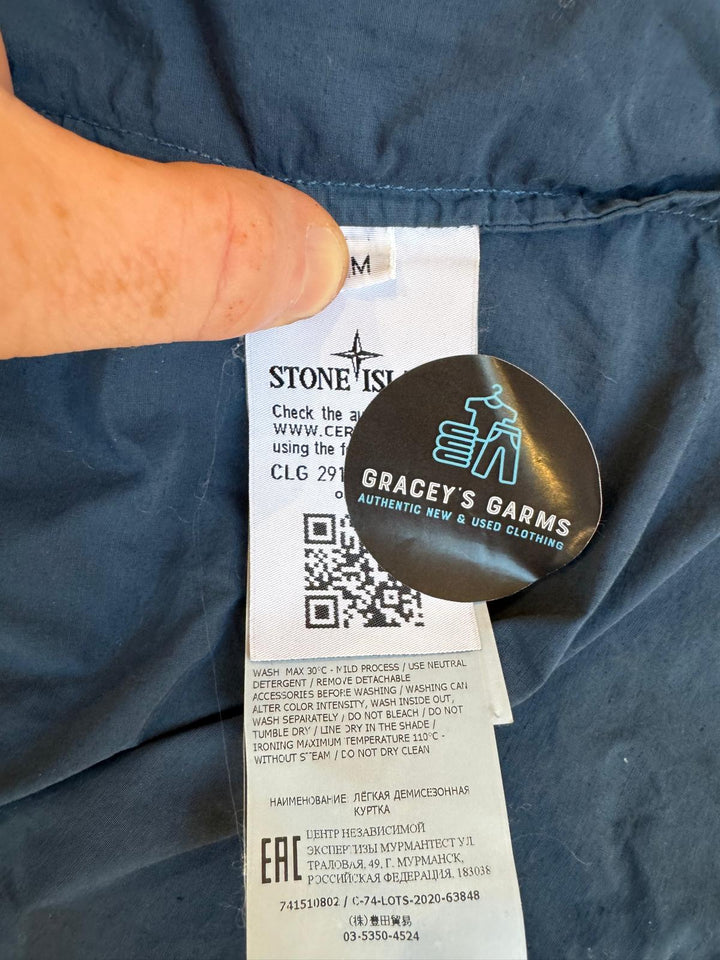 M
STONE ISL
Check the au
WWW.CER
using the f
CLG 291
GRACEY'S GARMS
AUTHENTIC NEW & USED CLOTHING
WASH MAX 30°C - MILD PROCESS / USE NEUTRAL
DETERGENT / REMOVE DETACHABLE
ACCESSORIES BEFORE WASHING / WASHING CAN
ALTER COLOR INTENSITY, WASH INSIDE OUT,
WASH SEPARATELY / DO NOT BLEACH / DO NOT
TUMBLE DRY / LINE DRY IN THE SHADE /
IRONING MAXIMUM TEMPERATURE 110°C -
WITHOUT STEAM / DO NOT DRY CLEAN
НАИМЕНОВАНИЕ: ЛЁГКАЯ ДЕМИСЕЗОННАЯ
КУРТКА
EAC
ЦЕНТР НЕЗАВИСИМОЙ
ЭКСПЕРТИЗЫ МУРМАНТЕСТ УЛ.
ТРАЛОВАЯ, 49, Г. МУРМАНСК,
РОССИЙСКАЯ ФЕДЕРАЦИЯ, 183038
741510802 / C-74-LOTS-2020-63848
(株)豊田貿易
03-5350-4524